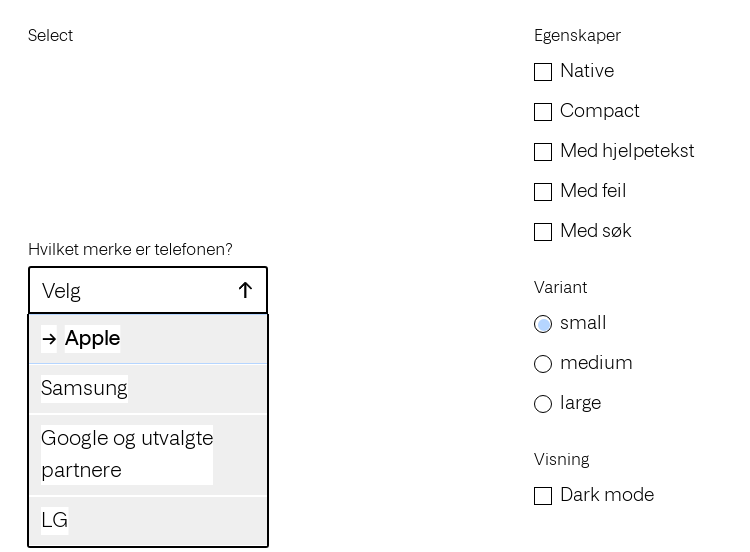 Select
Hvilket merke er telefonen?
Velg
Apple
Samsung
Google og utvalgte
partnere
LG
Egenskaper
Native
Compact
Med hjelpetekst
Med feil
Med søk
Variant
small
medium
large
Visning
Dark mode